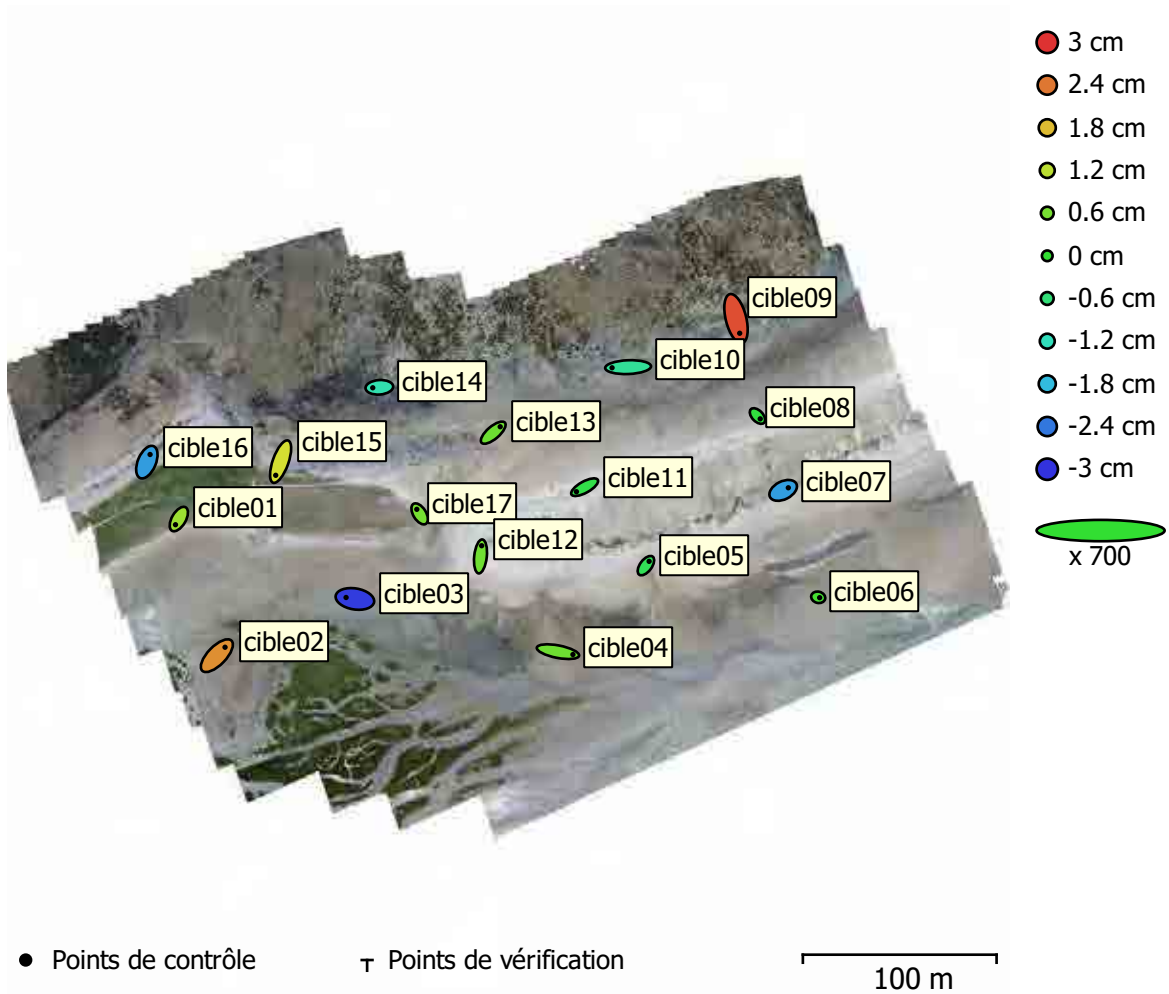 3 cm
2.4 cm
1.8 cm
1.2 cm
0.6 cm
0 cm
-0.6 cm
-1.2 cm
-1.8 cm
-2.4 cm
-3 cm
x 700
cible09
cible10
cible14
cible08
cible13
cible15
cible16
cible11
cible07
cible01
cible17
cible12
cible05
cible03
cible06
cible02
cible04
Points de contrôle
Points de vérification
100 m